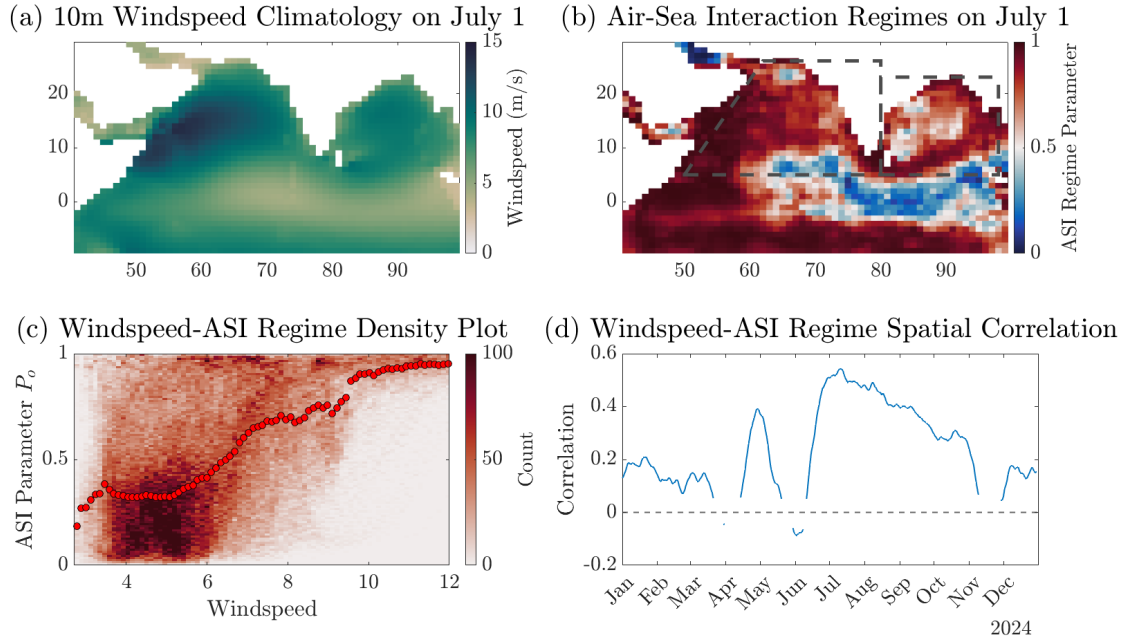 (a) 10m Windspeed Climatology on July 1
20
10
0
50
60
70
80
90
15
10
5
0
Windspeed (m/s)
(b) Air-Sea Interaction Regimes on July 1
20
10
0
50
60
70
80
90
1
0.5
0
ASI Regime Parameter
(c) Windspeed-ASI Regime Density Plot
1
0.5
0
ASI Parameter Pₒ
4
6
8
10
12
Windspeed
100
50
0
Count
(d) Windspeed-ASI Regime Spatial Correlation
0.6
0.4
0.2
0
-0.2
Correlation
Jan
Feb
Mar
Apr
May
Jun
Jul
Aug
Sep
Oct
Nov
Dec
2024